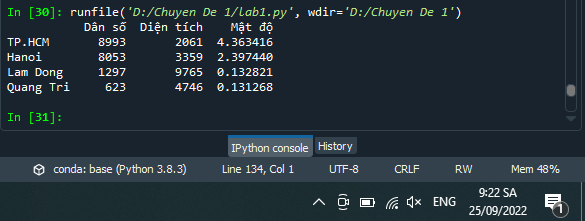 In [30]: runfile('D:/Chuyen De 1/lab1.py', wdir='D:/Chuyen De 1')
Dân số Diện tích Mật độ
TP.HCM 8993 2061 4.363416
Hanoi 8053 3359 2.397440
Lam Dong 1297 9765 0.132821
Quang Tri 623 4746 0.131268
In [31]:
IPython console History
conda: base (Python 3.8.3) Line 134, Col 1 UTF-8 CRLF RW Mem 48%
ENG 9:22 SA
25/09/2022 1